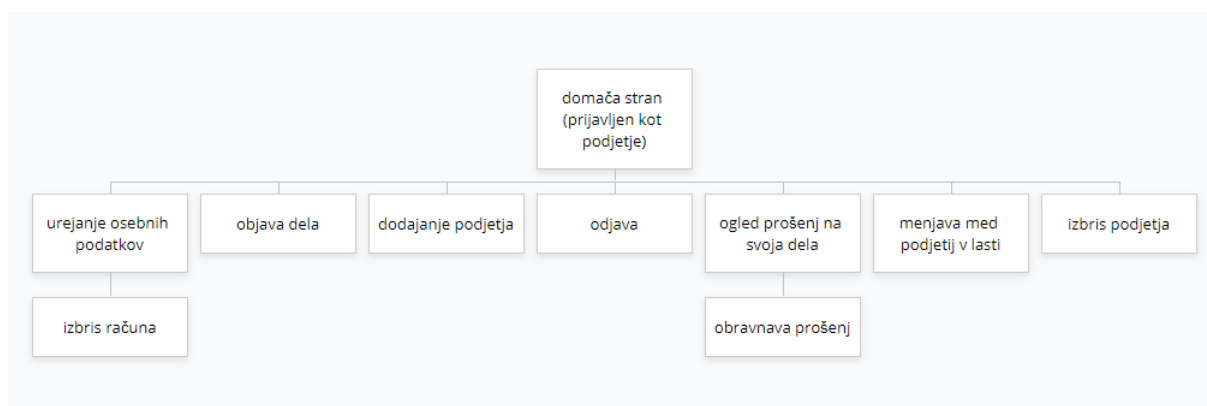 domača stran
(prijavljen kot
podjetje)
urejanje osebnih
podatkov
objava dela
dodajanje podjetja
odjava
ogled prošenj na
svoja dela
menjava med
podjetij v lasti
izbris podjetja
izbris računa
obravnava prošenj